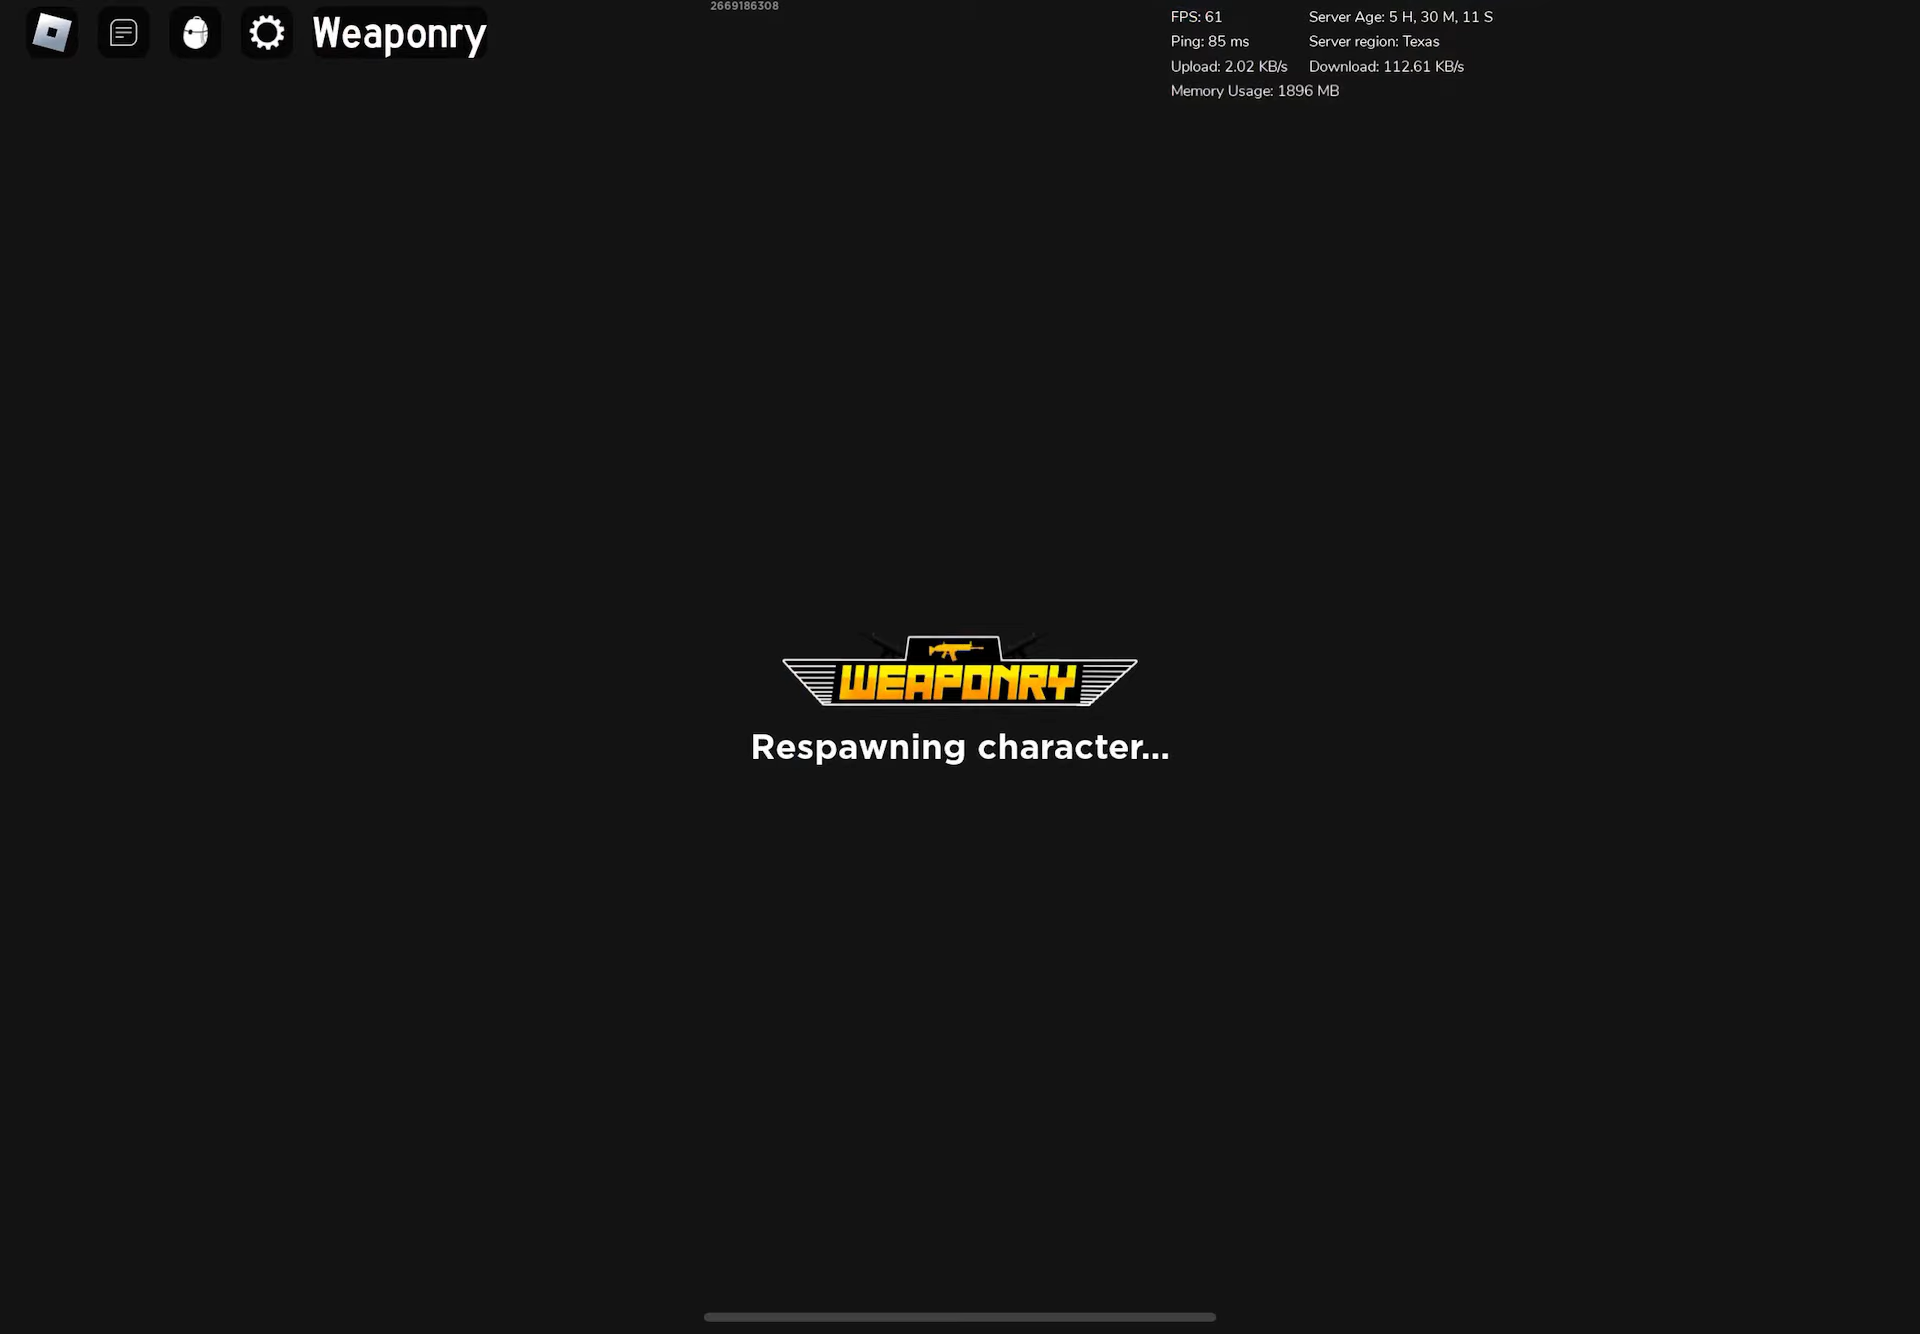 2669186308
Weaponry
FPS: 61
Server Age: 5 H, 30 M, 11 S
Ping: 85 ms
Server region: Texas
Upload: 2.02 KB/s
Download: 112.61 KB/s
Memory Usage: 1896 MB
WEAPONRY
Respawning character...